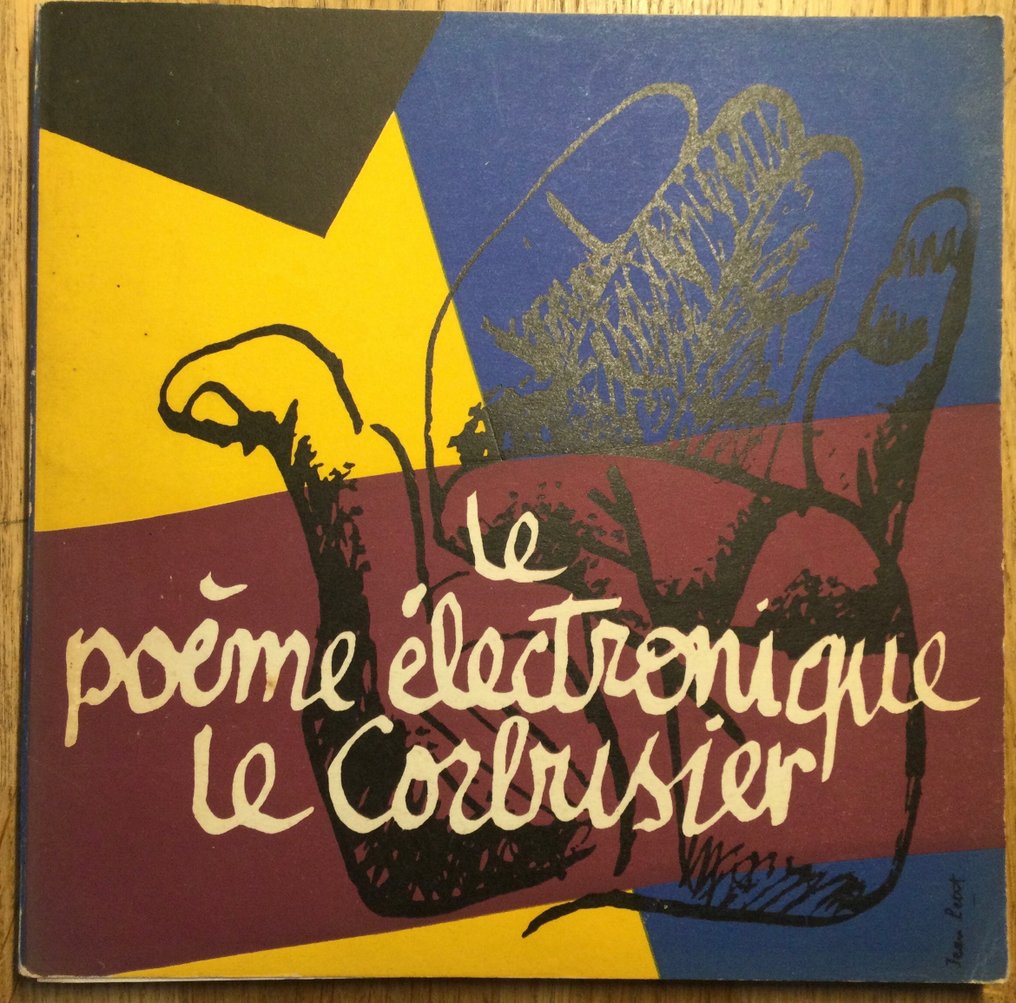 le
poème électronique
le Corbusier
Jean Petit